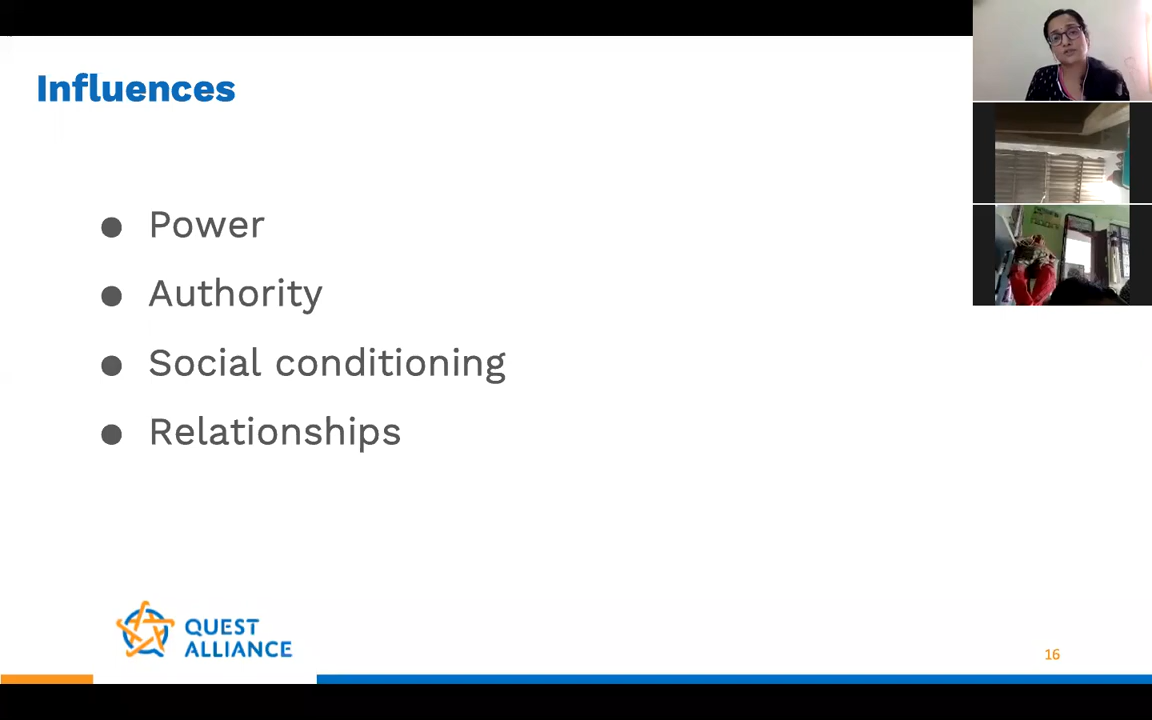 Influences
● Power
● Authority
● Social conditioning
● Relationships
QUEST
ALLIANCE
16